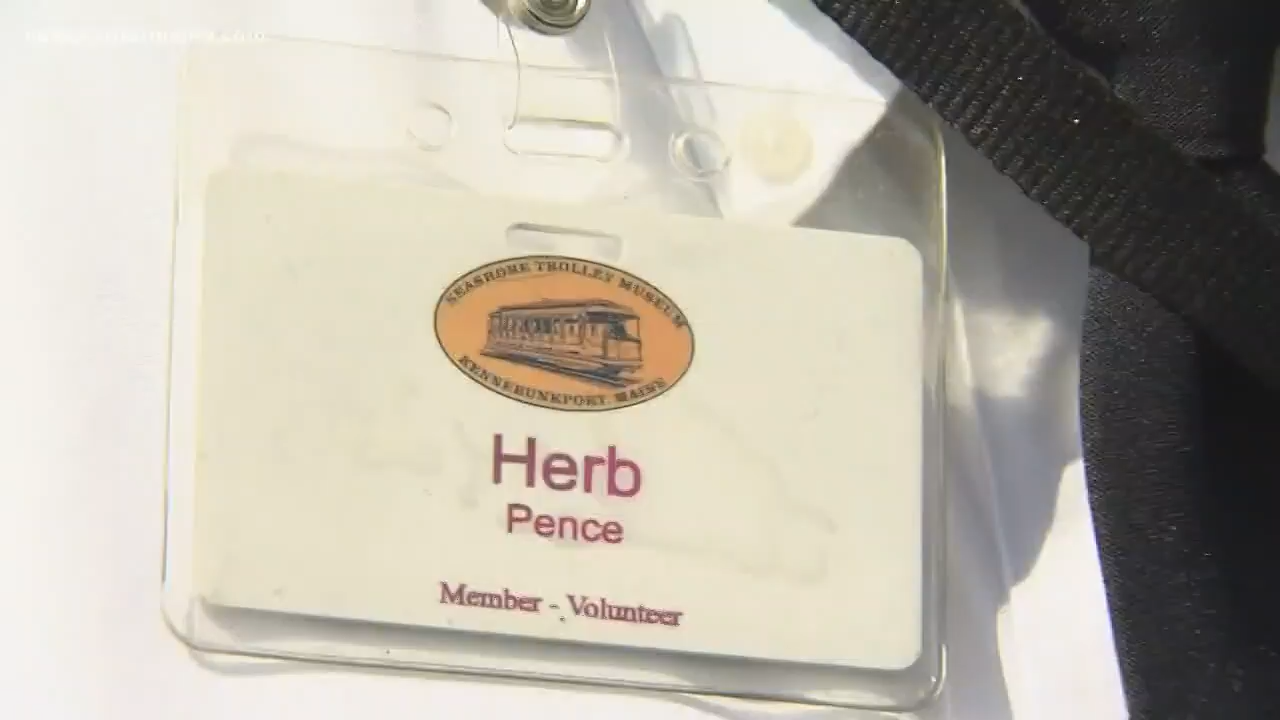 SEASHORE TROLLEY MUSEUM
KENNEBUNKPORT, MAINE
Herb
Pence
Member - Volunteer